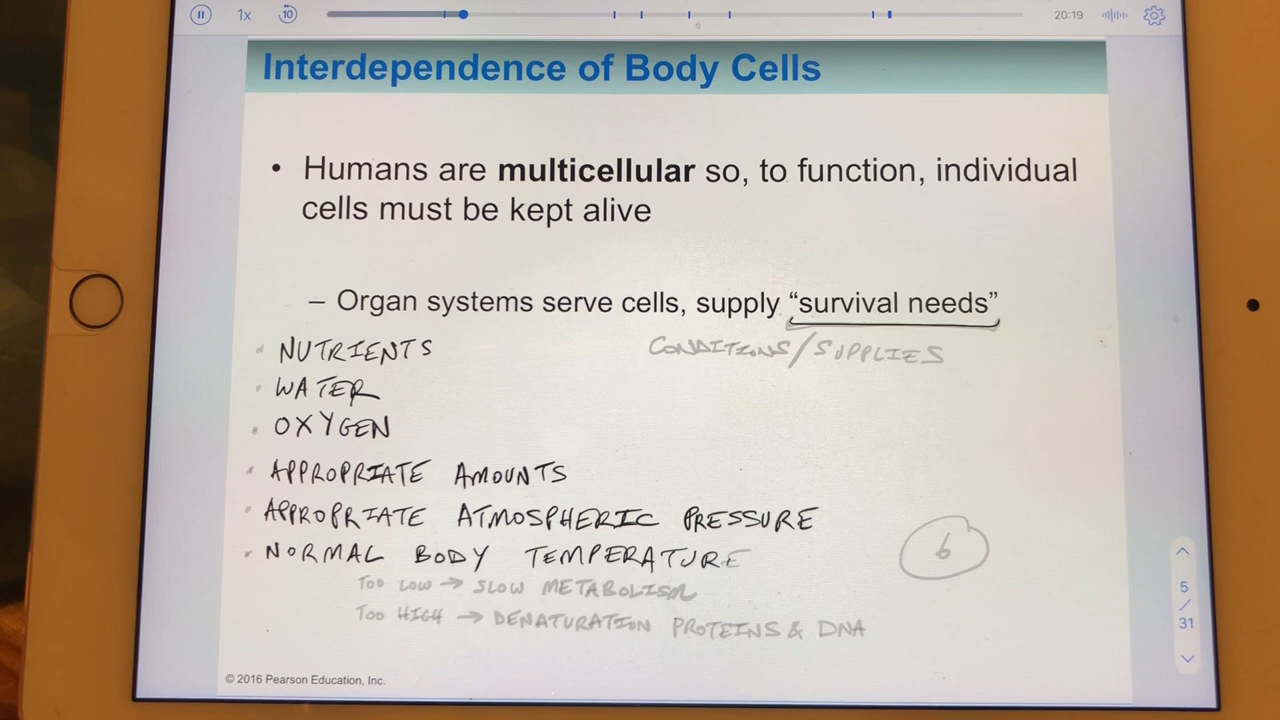 1x 10 20:19
Interdependence of Body Cells
• Humans are multicellular so, to function, individual
cells must be kept alive
– Organ systems serve cells, supply “survival needs”
• NUTRIENTS
CONDITIONS/SUPPLIES
• WATER
• OXYGEN
• APPROPRIATE AMOUNTS
• APPROPRIATE ATMOSPHERIC PRESSURE
• NORMAL BODY TEMPERATURE
6
TOO LOW → SLOW METABOLISM
TOO HIGH → DENATURATION PROTEINS & DNA
5
/
31
© 2016 Pearson Education, Inc.